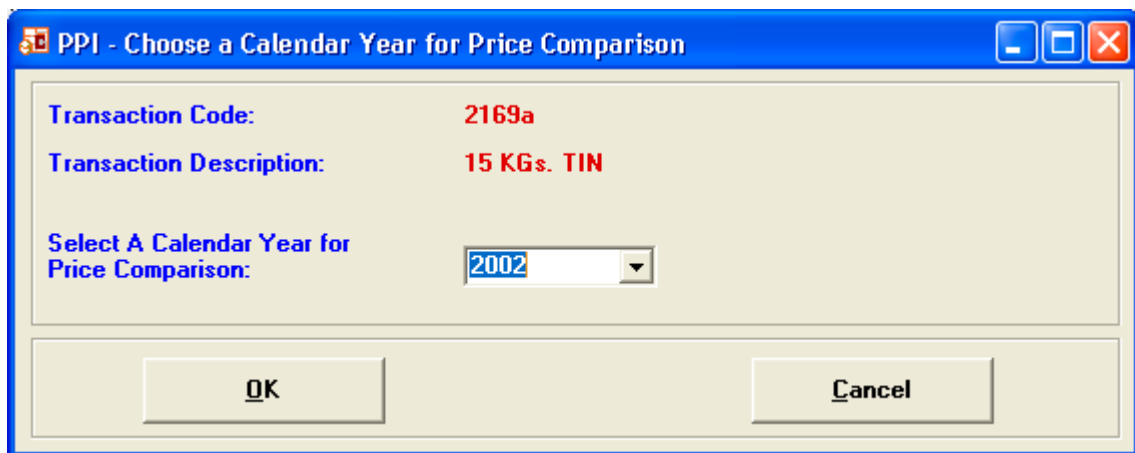 PPI - Choose a Calendar Year for Price Comparison
Transaction Code: 2169a
Transaction Description: 15 KGs. TIN
Select A Calendar Year for
Price Comparison: 2002
OK Cancel